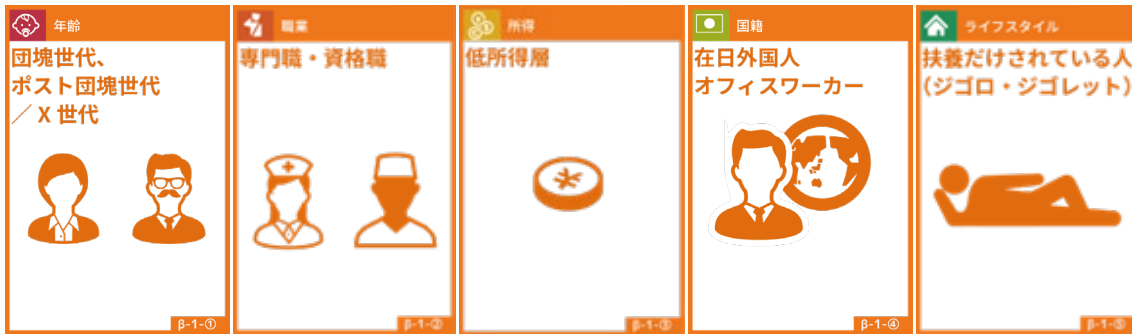 年齢
団塊世代、
ポスト団塊世代
／ X 世代
β-1-①
職業
専門職・資格職
β-1-②
所得
低所得層
β-1-③
国籍
在日外国人
オフィスワーカー
β-1-④
ライフスタイル
扶養だけされている人
（ジゴロ・ジゴレット）
β-1-⑤